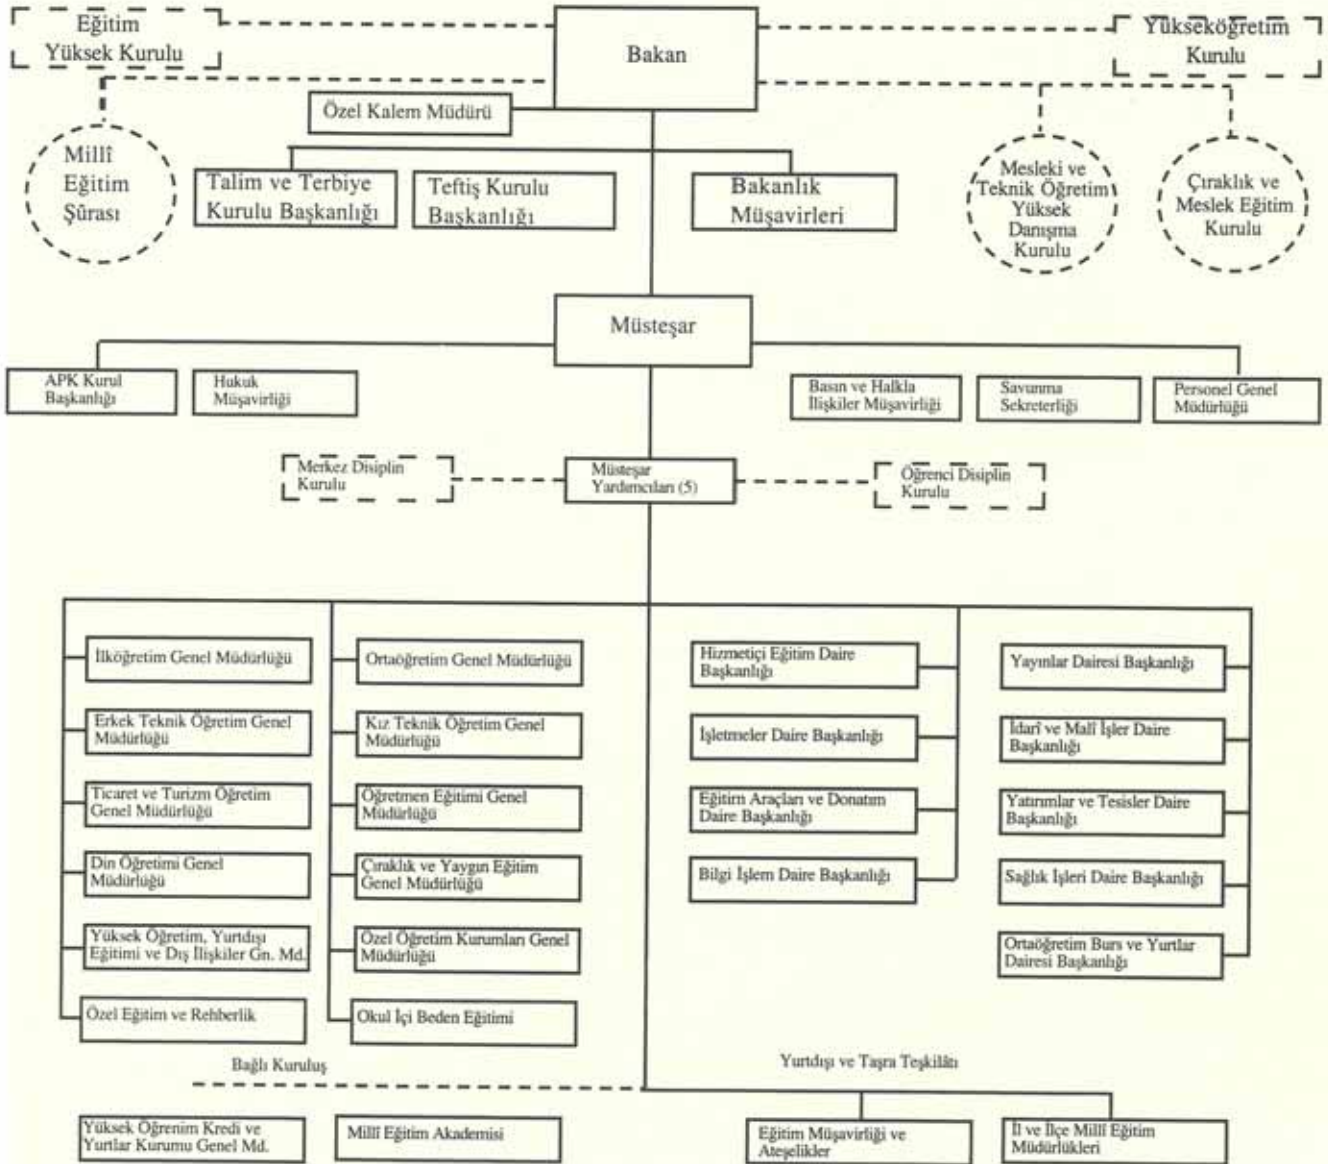 Eğitim
Yüksek Kurulu
Bakan
Yükseköğretim
Kurulu
Özel Kalem Müdürü
Millî
Eğitim
Şûrası
Talim ve Terbiye
Kurulu Başkanlığı
Teftiş Kurulu
Başkanlığı
Bakanlık
Müşavirleri
Mesleki ve
Teknik Öğretim
Yüksek
Danışma
Kurulu
Çıraklık ve
Meslek Eğitim
Kurulu
Müsteşar
APK Kurul
Başkanlığı
Hukuk
Müşavirliği
Basın ve Halkla
İlişkiler Müşavirliği
Savunma
Sekreterliği
Personel Genel
Müdürlüğü
Merkez Disiplin
Kurulu
Müsteşar
Yardımcıları (5)
Öğrenci Disiplin
Kurulu
İlköğretim Genel Müdürlüğü
Erkek Teknik Öğretim Genel
Müdürlüğü
Ticaret ve Turizm Öğretim
Genel Müdürlüğü
Din Öğretimi Genel
Müdürlüğü
Yüksek Öğretim, Yurtdışı
Eğitimi ve Dış İlişkiler Gn. Md.
Özel Eğitim ve Rehberlik
Ortaöğretim Genel Müdürlüğü
Kız Teknik Öğretim Genel
Müdürlüğü
Öğretmen Eğitimi Genel
Müdürlüğü
Çıraklık ve Yaygın Eğitim
Genel Müdürlüğü
Özel Öğretim Kurumları Genel
Müdürlüğü
Okul İçi Beden Eğitimi
Hizmetiçi Eğitim Daire
Başkanlığı
İşletmeler Daire Başkanlığı
Eğitim Araçları ve Donatım
Daire Başkanlığı
Bilgi İşlem Daire Başkanlığı
Yayınlar Dairesi Başkanlığı
İdarî ve Malî İşler Daire
Başkanlığı
Yatırımlar ve Tesisler Daire
Başkanlığı
Sağlık İşleri Daire Başkanlığı
Ortaöğretim Burs ve Yurtlar
Dairesi Başkanlığı
Bağlı Kuruluş
Yurtdışı ve Taşra Teşkilâtı
Yüksek Öğrenim Kredi ve
Yurtlar Kurumu Genel Md.
Millî Eğitim Akademisi
Eğitim Müşavirliği ve
Ateşelikler
İl ve İlçe Millî Eğitim
Müdürlükleri